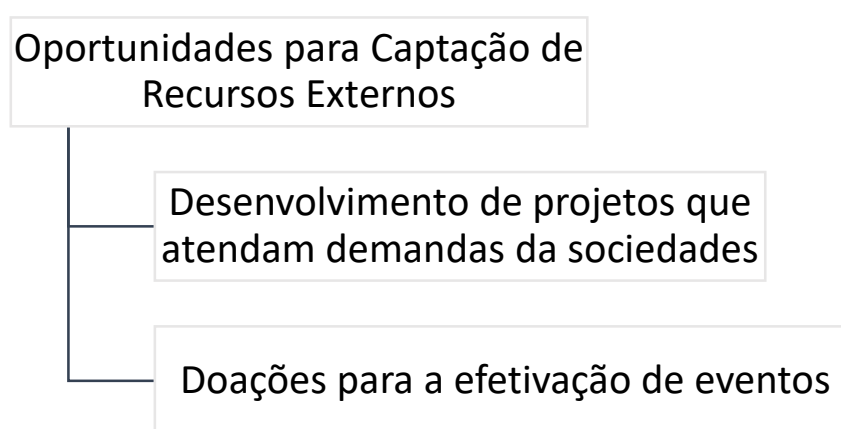 Oportunidades para Captação de
Recursos Externos
Desenvolvimento de projetos que
atendam demandas da sociedades
Doações para a efetivação de eventos